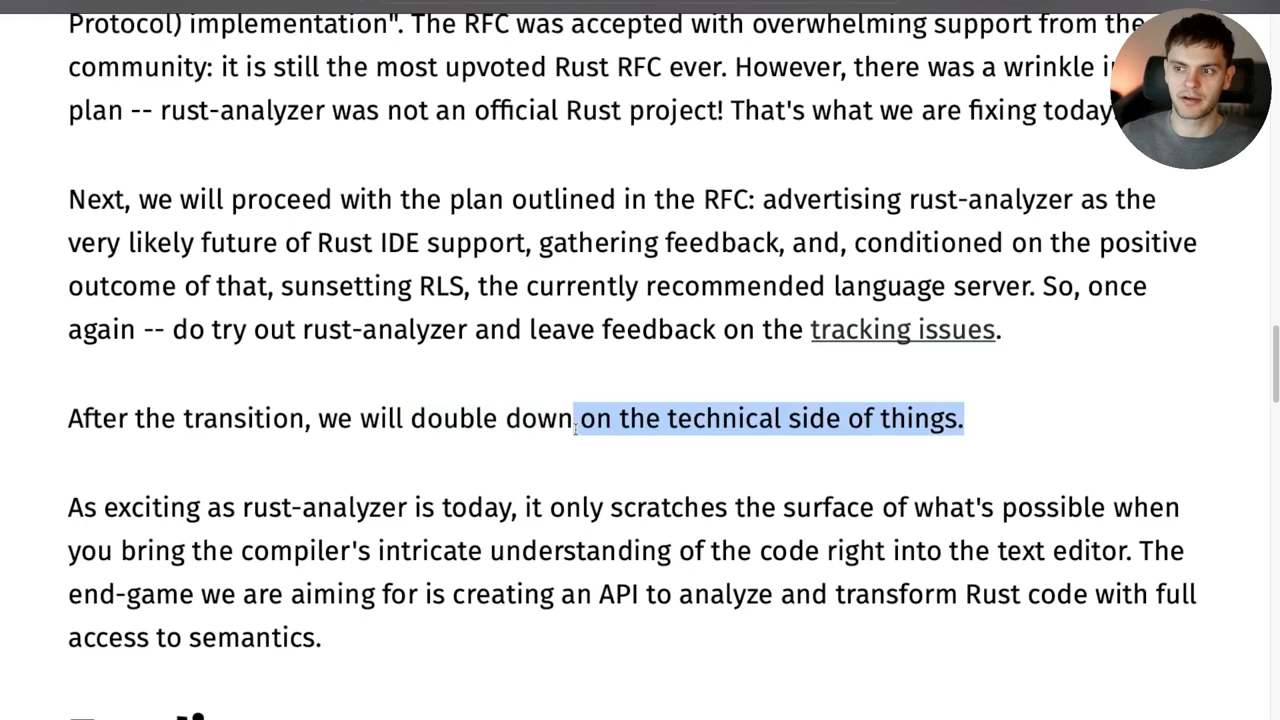 Protocol) implementation". The RFC was accepted with overwhelming support from the
community: it is still the most upvoted Rust RFC ever. However, there was a wrinkle
plan -- rust-analyzer was not an official Rust project! That's what we are fixing today
Next, we will proceed with the plan outlined in the RFC: advertising rust-analyzer as the
very likely future of Rust IDE support, gathering feedback, and, conditioned on the positive
outcome of that, sunsetting RLS, the currently recommended language server. So, once
again -- do try out rust-analyzer and leave feedback on the tracking issues.
After the transition, we will double down on the technical side of things.
As exciting as rust-analyzer is today, it only scratches the surface of what's possible when
you bring the compiler's intricate understanding of the code right into the text editor. The
end-game we are aiming for is creating an API to analyze and transform Rust code with full
access to semantics.